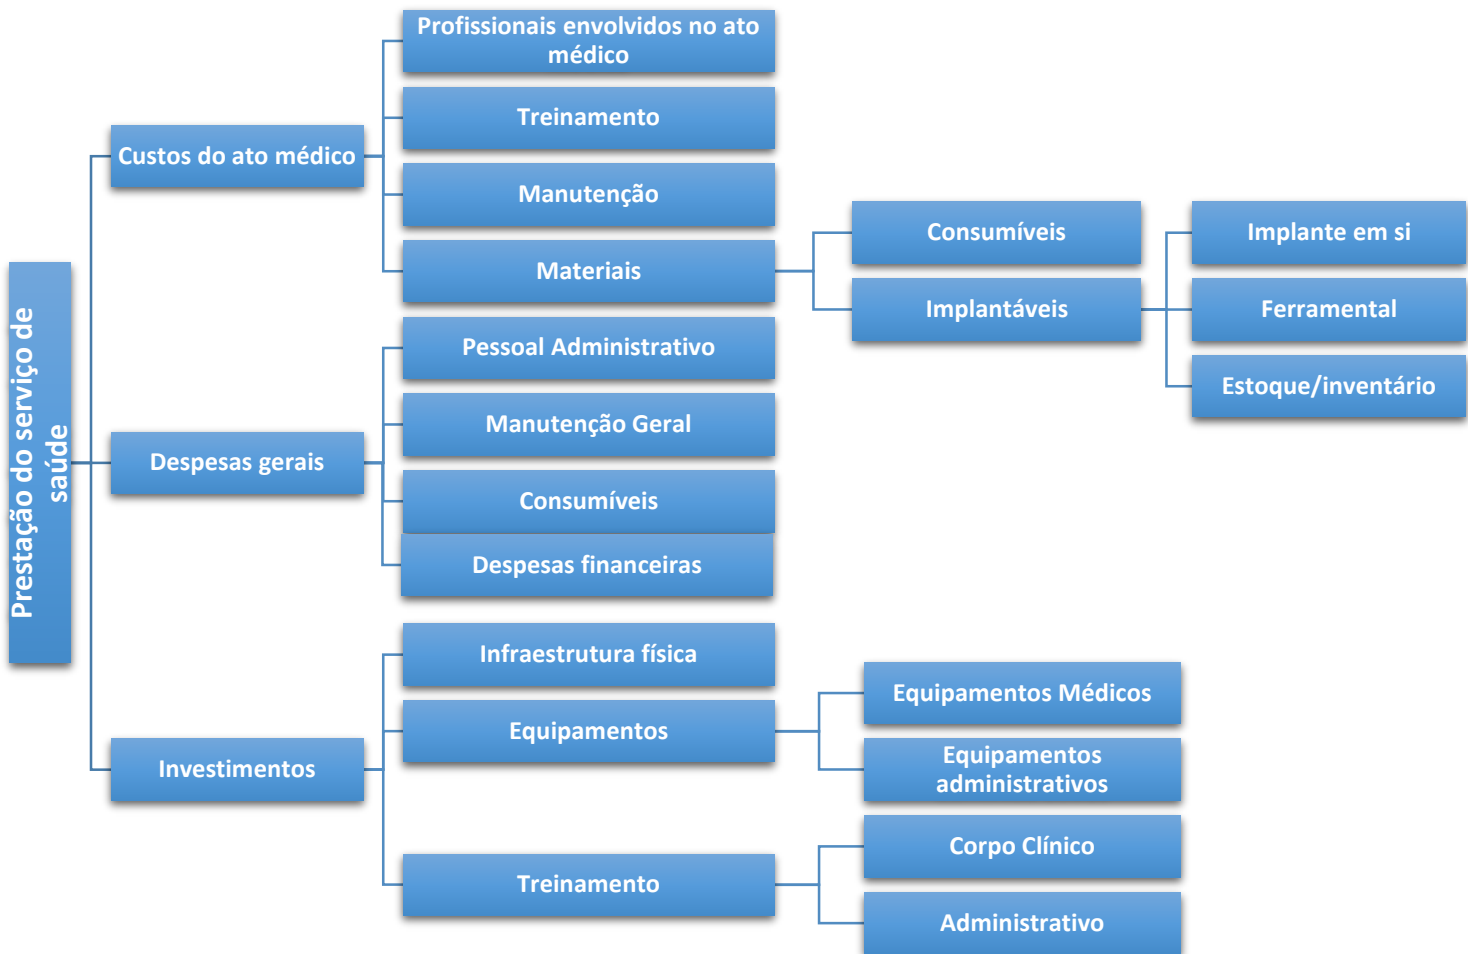 Prestação do serviço de
saúde
Custos do ato médico
Profissionais envolvidos no ato
médico
Treinamento
Manutenção
Materiais
Consumíveis
Implantáveis
Implante em si
Ferramental
Estoque/inventário
Despesas gerais
Pessoal Administrativo
Manutenção Geral
Consumíveis
Despesas financeiras
Investimentos
Infraestrutura física
Equipamentos
Equipamentos Médicos
Equipamentos
administrativos
Treinamento
Corpo Clínico
Administrativo